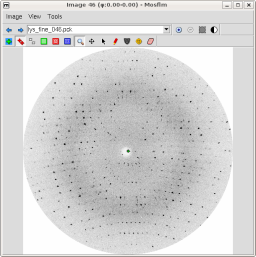 Image 46 (φ:0.00-0.00) - Mosflm
Image View Tools
lys_fine_046.pck